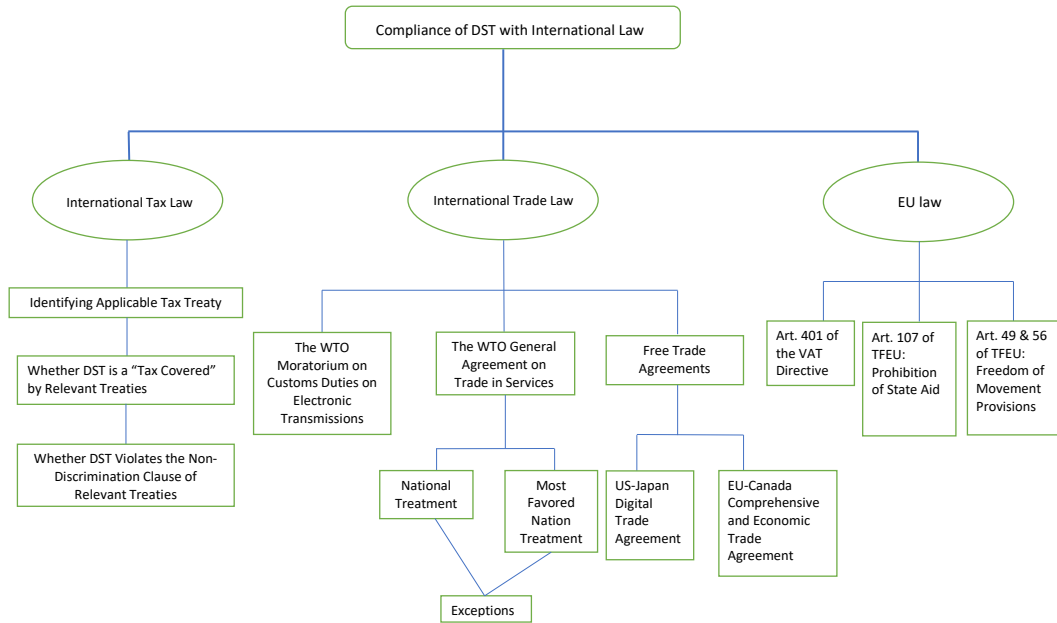 Compliance of DST with International Law
International Tax Law
International Trade Law
EU law
Identifying Applicable Tax Treaty
Whether DST is a “Tax Covered”
by Relevant Treaties
Whether DST Violates the Non-
Discrimination Clause of
Relevant Treaties
The WTO
Moratorium on
Customs Duties on
Electronic
Transmissions
The WTO General
Agreement on
Trade in Services
Free Trade
Agreements
National
Treatment
Most
Favored
Nation
Treatment
Exceptions
US-Japan
Digital
Trade
Agreement
EU-Canada
Comprehensive
and Economic
Trade
Agreement
Art. 401 of
the VAT
Directive
Art. 107 of
TFEU:
Prohibition
of State Aid
Art. 49 & 56
of TFEU:
Freedom of
Movement
Provisions